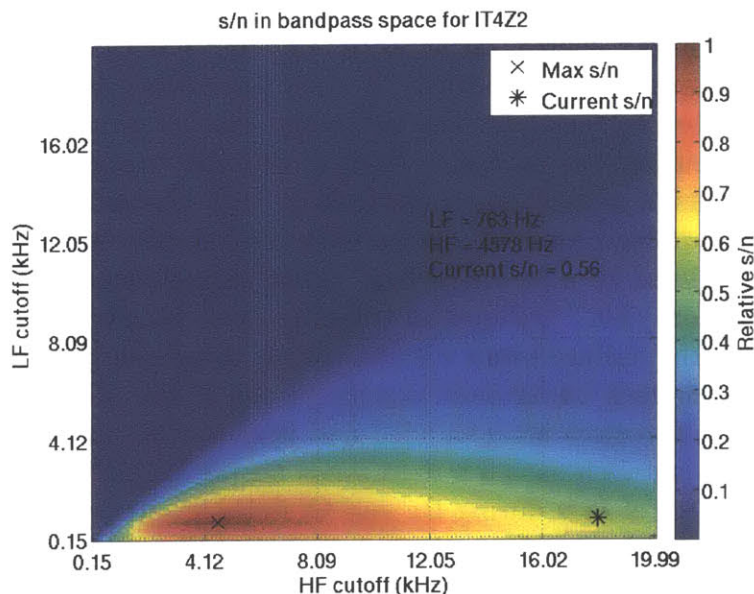 s/n in bandpass space for IT4Z2
Max s/n
Current s/n
LF = 763 Hz
HF = 4578 Hz
Current s/n = 0.56
LF cutoff (kHz)
16.02
12.05
8.09
4.12
0.15
0.15 4.12 8.09 12.05 16.02 19.99
HF cutoff (kHz)
1
0.9
0.8
0.7
0.6
0.5
0.4
0.3
0.2
0.1
Relative s/n